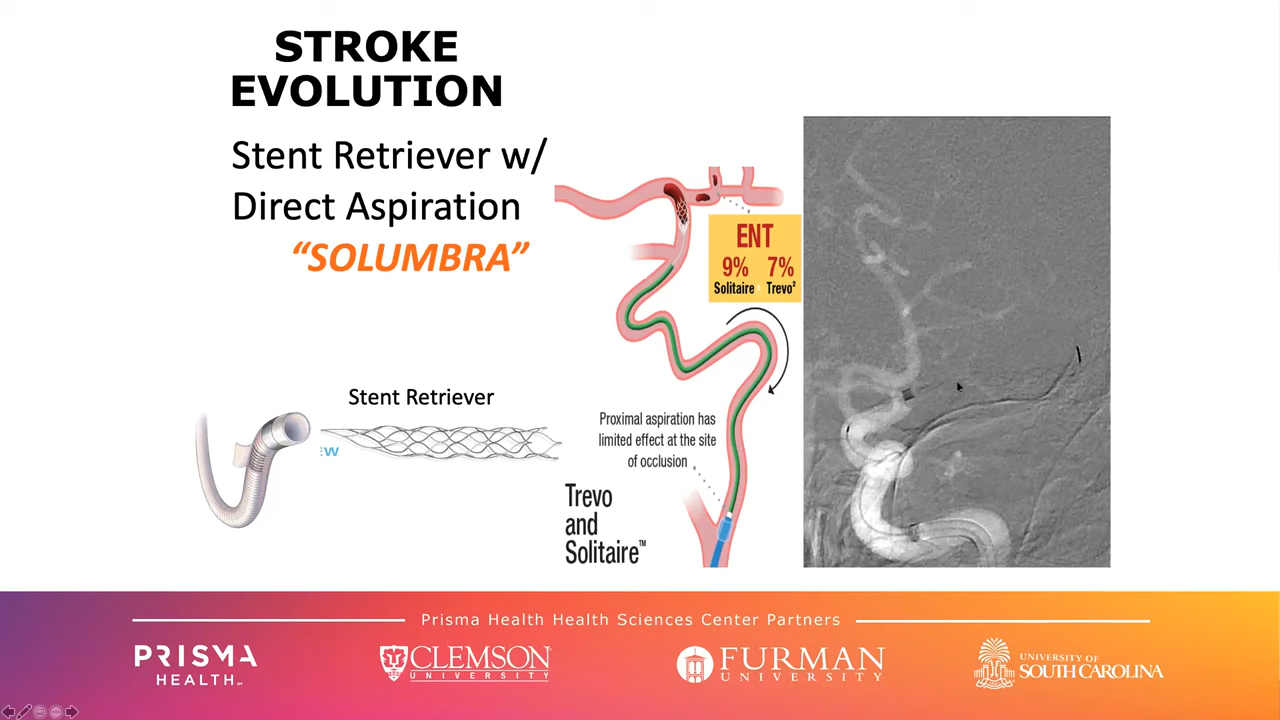 STROKE
EVOLUTION
Stent Retriever w/
Direct Aspiration
“SOLUMBRA”
ENT
9% 7%
Solitaire Trevo²
Stent Retriever
EW
Proximal aspiration has
limited effect at the site
of occlusion
Trevo
and
Solitaire™
Prisma Health Health Sciences Center Partners
PRISMA
HEALTH
CLEMSON
UNIVERSITY
FURMAN
UNIVERSITY
UNIVERSITY OF
SOUTH CAROLINA